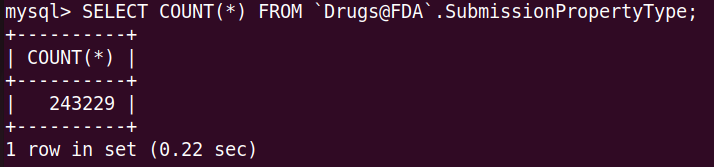 mysql> SELECT COUNT(*) FROM `Drugs@FDA`.SubmissionPropertyType;
+----------+
| COUNT(*) |
+----------+
|   243229 |
+----------+
1 row in set (0.22 sec)